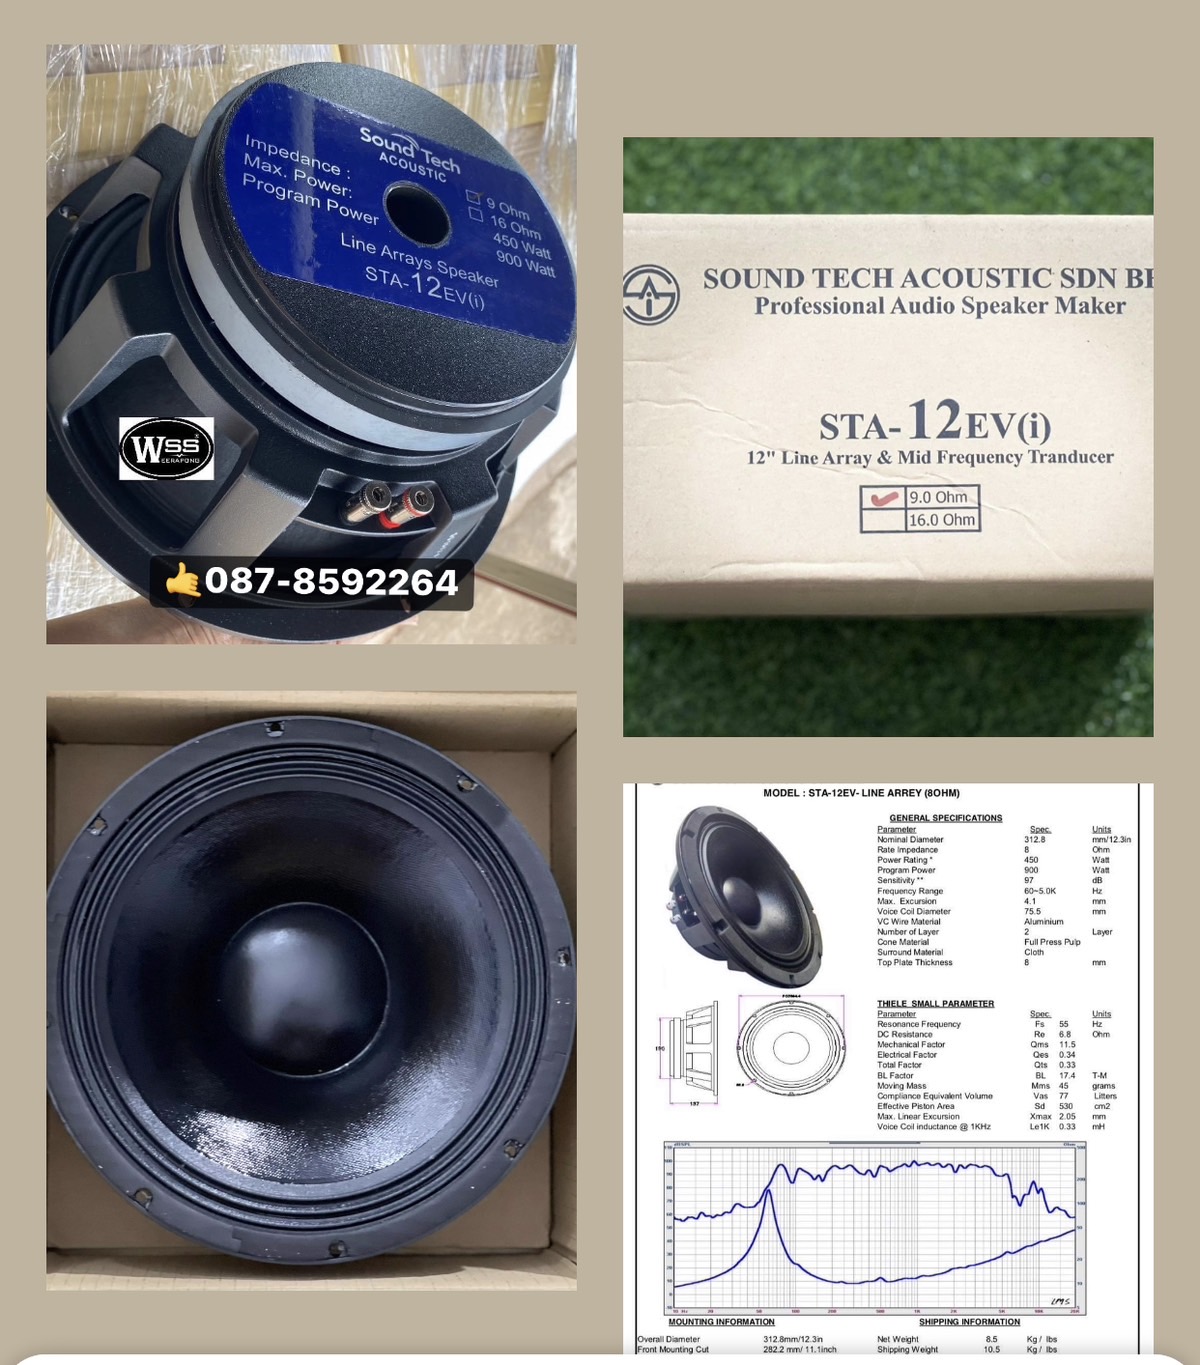 Sound Tech
ACOUSTIC
Impedance :
Max. Power:
Program Power
9 Ohm
16 Ohm
450 Watt
900 Watt
Line Arrays Speaker
STA-12EV(i)
WSS
EERAFONG
🤙087-8592264
SOUND TECH ACOUSTIC SDN BH
Professional Audio Speaker Maker
STA-12EV(i)
12" Line Array & Mid Frequency Tranducer
9.0 Ohm
16.0 Ohm
MODEL : STA-12EV- LINE ARREY (8OHM)
GENERAL SPECIFICATIONS
Parameter Spec. Units
Nominal Diameter 312.8 mm/12.3in
Rate Impedance 8 Ohm
Power Rating * 450 Watt
Program Power 900 Watt
Sensitivity ** 97 dB
Frequency Range 60~5.0K Hz
Max. Excursion 4.1 mm
Voice Coil Diameter 75.5 mm
VC Wire Material Aluminium
Number of Layer 2 Layer
Cone Material Full Press Pulp
Surround Material Cloth
Top Plate Thickness 8 mm
THIELE SMALL PARAMETER
Parameter Spec. Units
Resonance Frequency Fs 55 Hz
DC Resistance Re 6.8 Ohm
Mechanical Factor Qms 11.5
Electrical Factor Qes 0.34
Total Factor Qts 0.33
BL Factor BL 17.4 T-M
Moving Mass Mms 45 grams
Compliance Equivalent Volume Vas 77 Litters
Effective Piston Area Sd 530 cm2
Max. Linear Excursion Xmax 2.05 mm
Voice Coil inductance @ 1KHz Le1K 0.33 mH
LMS
MOUNTING INFORMATION
Overall Diameter 312.8mm/12.3in
Front Mounting Cut 282.2 mm/ 11.1inch
SHIPPING INFORMATION
Net Weight 8.5 Kg / lbs
Shipping Weight 10.5 Kg / lbs